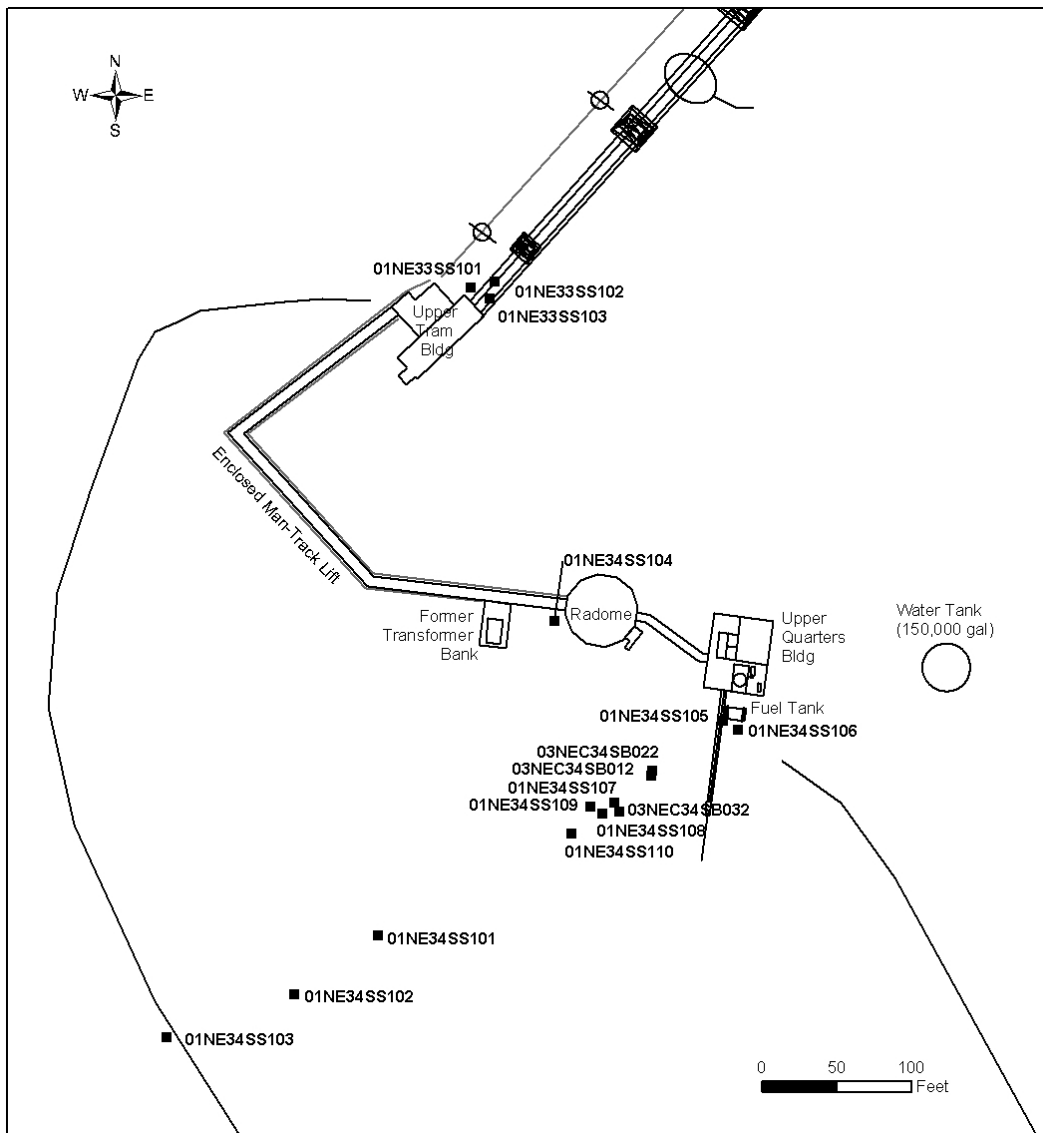 N
W E
S
01NE33SS101
01NE33SS102
01NE33SS103
Upper
Tram
Bldg
Enclosed Man-Track Lift
01NE34SS104
Former
Transformer
Bank
Radome
Upper
Quarters
Bldg
Water Tank
(150,000 gal)
Fuel Tank
01NE34SS105
01NE34SS106
03NEC34SB022
03NEC34SB012
01NE34SS107
01NE34SS109
03NEC34SB032
01NE34SS108
01NE34SS110
01NE34SS101
01NE34SS102
01NE34SS103
0 50 100
Feet